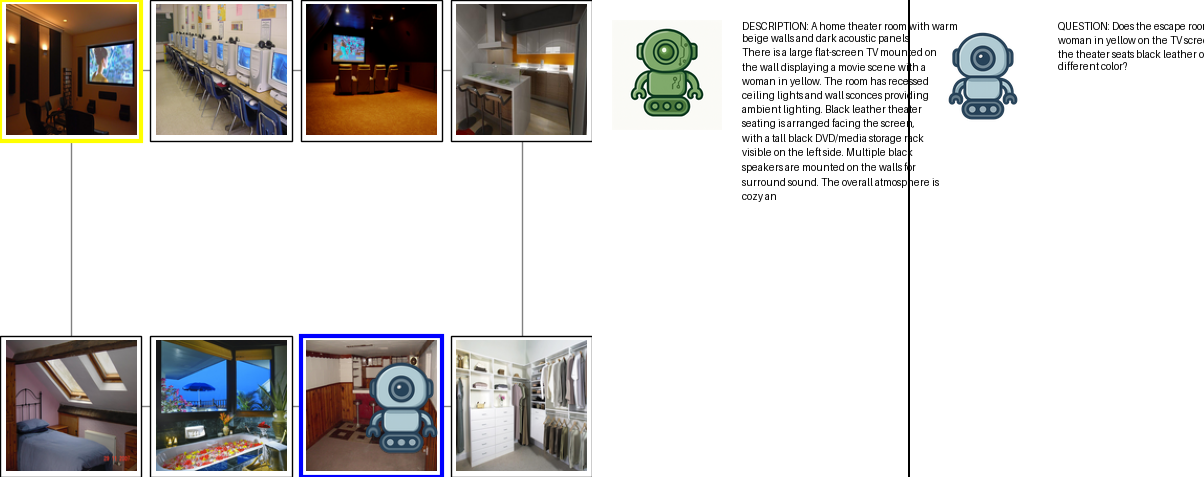 DESCRIPTION: A home theater room with warm
beige walls and dark acoustic panels.
There is a large flat-screen TV mounted on
the wall displaying a movie scene with a
woman in yellow. The room has recessed
ceiling lights and wall sconces providing
ambient lighting. Black leather theater
seating is arranged facing the screen,
with a tall black DVD/media storage rack
visible on the left side. Multiple black
speakers are mounted on the walls for
surround sound. The overall atmosphere is
cozy an
QUESTION: Does the escape roo
woman in yellow on the TV scre
the theater seats black leather o
different color?